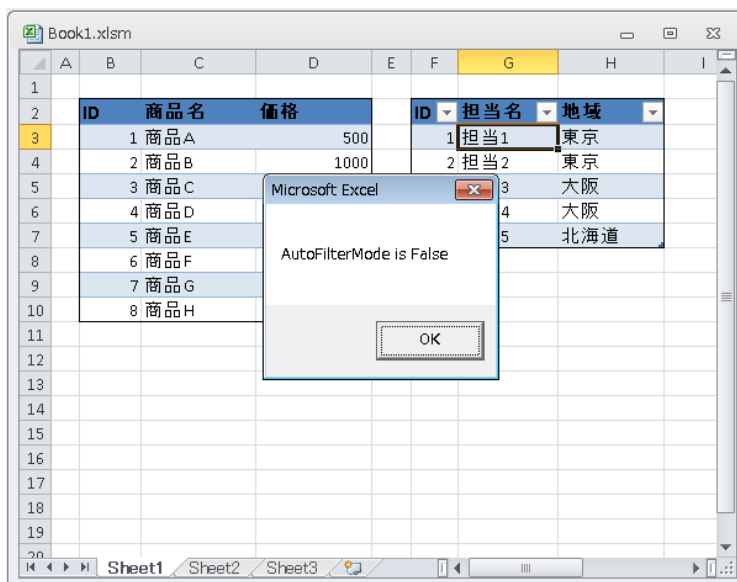 Book1.xlsm
A B C D E F G H I
1
2 ID 商品名 価格 ID 担当名 地域
3 1 商品A 500 1 担当1 東京
4 2 商品B 1000 2 担当2 東京
5 3 商品C Microsoft Excel 3 大阪
6 4 商品D 4 大阪
7 5 商品E AutoFilterMode is False 5 北海道
8 6 商品F
9 7 商品G
10 8 商品H
11 OK
12
13
14
15
16
17
18
19
20
Sheet1 Sheet2 Sheet3